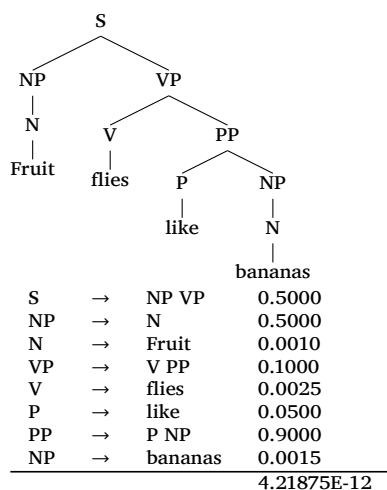 S
NP VP
N V PP
Fruit flies P NP
like N
bananas
S → NP VP 0.5000
NP → N 0.5000
N → Fruit 0.0010
VP → V PP 0.1000
V → flies 0.0025
P → like 0.0500
PP → P NP 0.9000
NP → bananas 0.0015
4.21875E-12